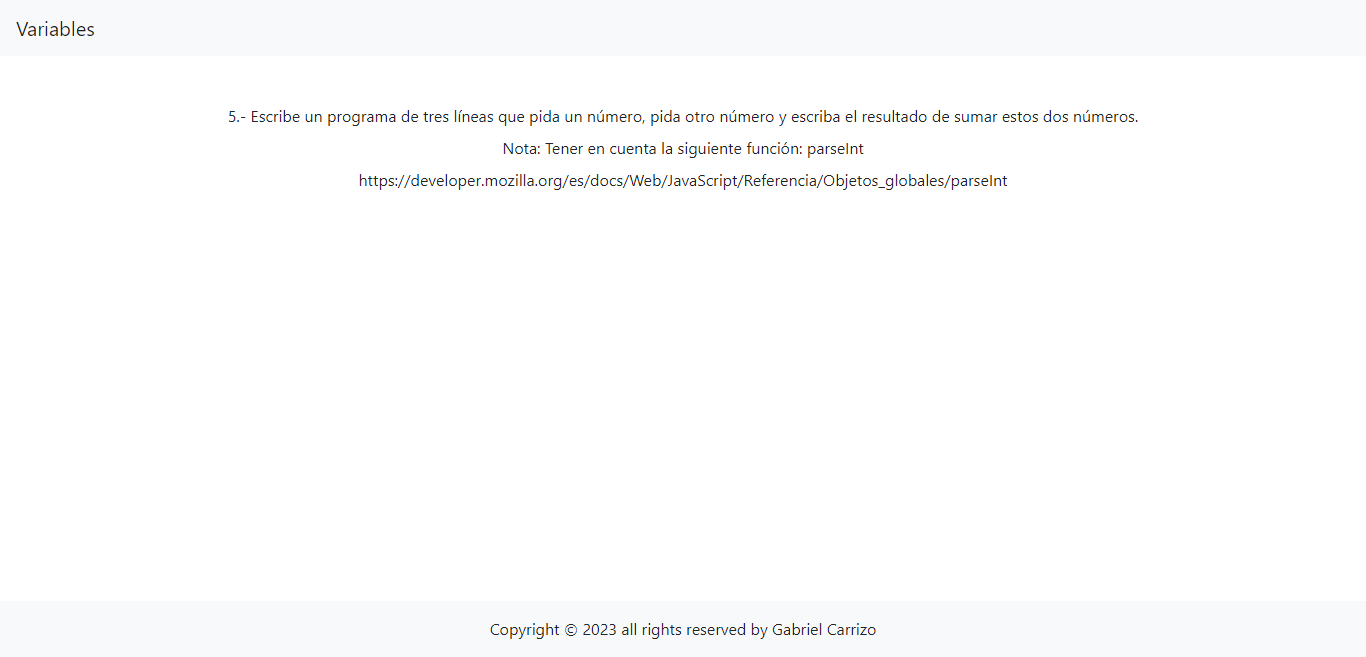 Variables
5.- Escribe un programa de tres líneas que pida un número, pida otro número y escriba el resultado de sumar estos dos números.
Nota: Tener en cuenta la siguiente función: parseInt
https://developer.mozilla.org/es/docs/Web/JavaScript/Referencia/Objetos_globales/parseInt
Copyright © 2023 all rights reserved by Gabriel Carrizo